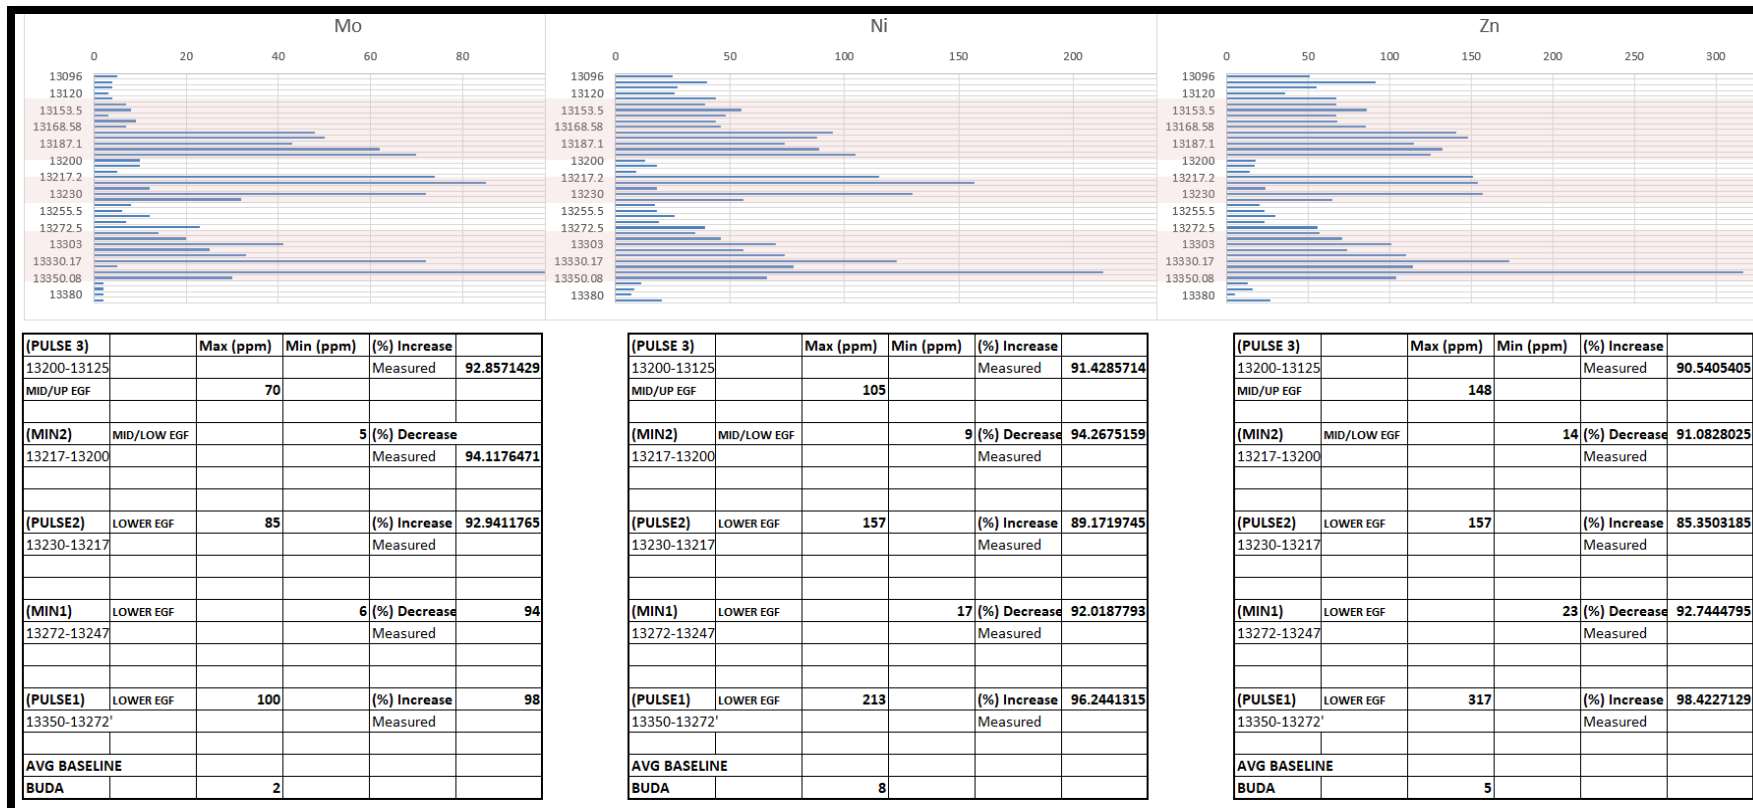 Mo
0 20 40 60 80
13096
13120
13153.5
13168.58
13187.1
13200
13217.2
13230
13255.5
13272.5
13303
13330.17
13350.08
13380
Ni
0 50 100 150 200
13096
13120
13153.5
13168.58
13187.1
13200
13217.2
13230
13255.5
13272.5
13303
13330.17
13350.08
13380
Zn
0 50 100 150 200 250 300
13096
13120
13153.5
13168.58
13187.1
13200
13217.2
13230
13255.5
13272.5
13303
13330.17
13350.08
13380
(PULSE 3) Max (ppm) Min (ppm) (%) Increase
13200-13125 Measured 92.8571429
MID/UP EGF 70
(MIN2) MID/LOW EGF 5 (%) Decrease
13217-13200 Measured 94.1176471
(PULSE2) LOWER EGF 85 (%) Increase 92.9411765
13230-13217 Measured
(MIN1) LOWER EGF 6 (%) Decrease 94
13272-13247 Measured
(PULSE1) LOWER EGF 100 (%) Increase 98
13350-13272' Measured
AVG BASELINE
BUDA 2
(PULSE 3) Max (ppm) Min (ppm) (%) Increase
13200-13125 Measured 91.4285714
MID/UP EGF 105
(MIN2) MID/LOW EGF 9 (%) Decrease 94.2675159
13217-13200 Measured
(PULSE2) LOWER EGF 157 (%) Increase 89.1719745
13230-13217 Measured
(MIN1) LOWER EGF 17 (%) Decrease 92.0187793
13272-13247 Measured
(PULSE1) LOWER EGF 213 (%) Increase 96.2441315
13350-13272' Measured
AVG BASELINE
BUDA 8
(PULSE 3) Max (ppm) Min (ppm) (%) Increase
13200-13125 Measured 90.5405405
MID/UP EGF 148
(MIN2) MID/LOW EGF 14 (%) Decrease 91.0828025
13217-13200 Measured
(PULSE2) LOWER EGF 157 (%) Increase 85.3503185
13230-13217 Measured
(MIN1) LOWER EGF 23 (%) Decrease 92.7444795
13272-13247 Measured
(PULSE1) LOWER EGF 317 (%) Increase 98.4227129
13350-13272' Measured
AVG BASELINE
BUDA 5